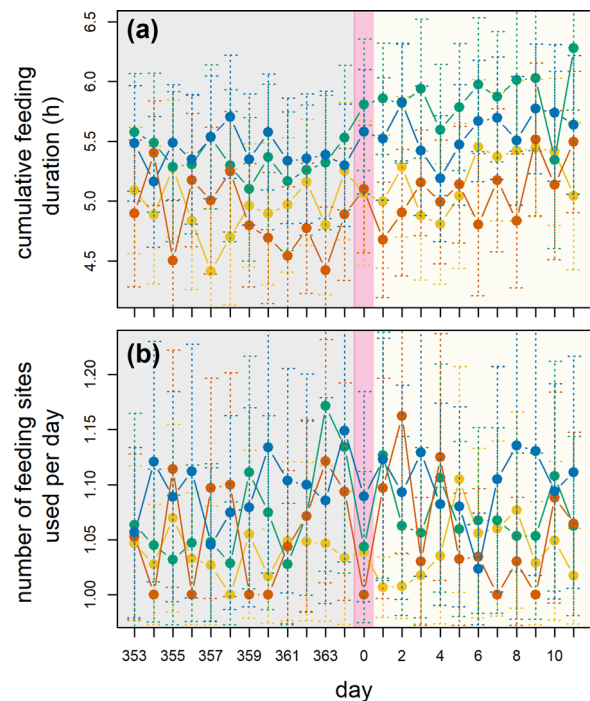 (a)
6.5
6.0
5.5
5.0
4.5
cumulative feeding
duration (h)
(b)
1.20
1.15
1.10
1.05
1.00
number of feeding sites
used per day
353 355 357 359 361 363 0 2 4 6 8 10
day